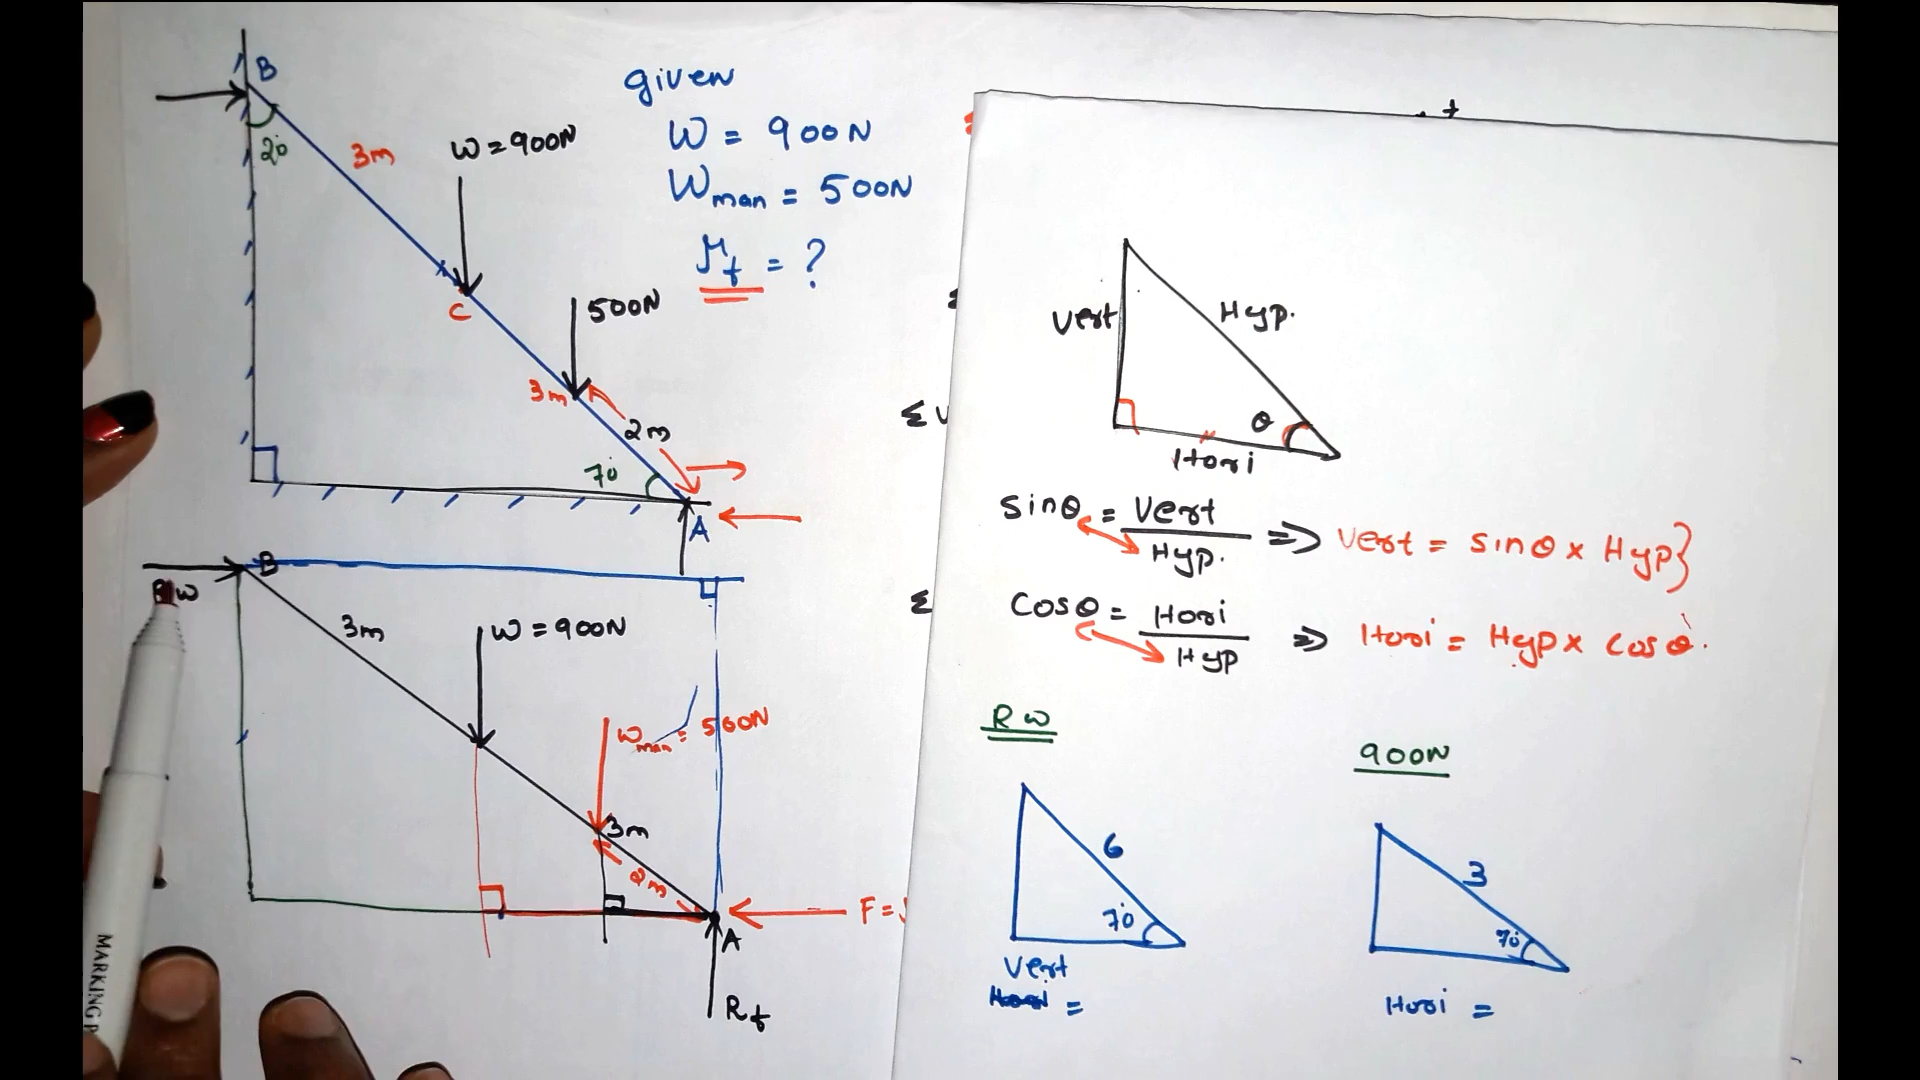 B
20
3m
W = 900N
C
500N
3m
2m
70
A
given
W = 900N
Wman = 500N
μf = ?
B
3m
W = 900N
Wman = 500N
3m
2m
F =
A
Rf
Σ V
Σ
Vert
Hyp.
θ
Hori
sinθ = Vert / Hyp. => Vert = sinθ x Hyp}
Cosθ = Hori / Hyp => Hori = Hyp x cosθ.
Rw
6
70
Vert
=
900N
3
70
Hori =
MARKING P